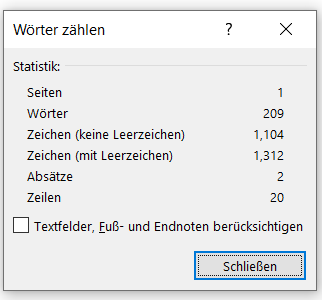 Wörter zählen
Statistik:
Seiten 1
Wörter 209
Zeichen (keine Leerzeichen) 1,104
Zeichen (mit Leerzeichen) 1,312
Absätze 2
Zeilen 20
Textfelder, Fuß- und Endnoten berücksichtigen
Schließen